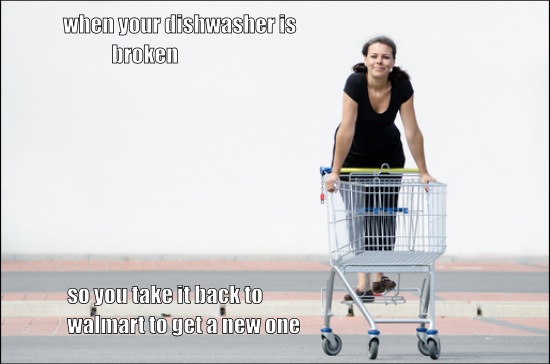 when your dishwasher is
broken
so you take it back to
walmart to get a new one